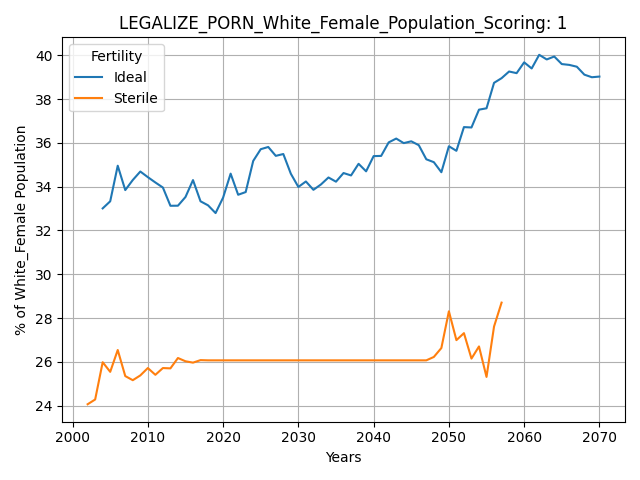 LEGALIZE_PORN_White_Female_Population_Scoring: 1
Fertility
Ideal
Sterile
% of White_Female Population
40
38
36
34
32
30
28
26
24
2000 2010 2020 2030 2040 2050 2060 2070
Years